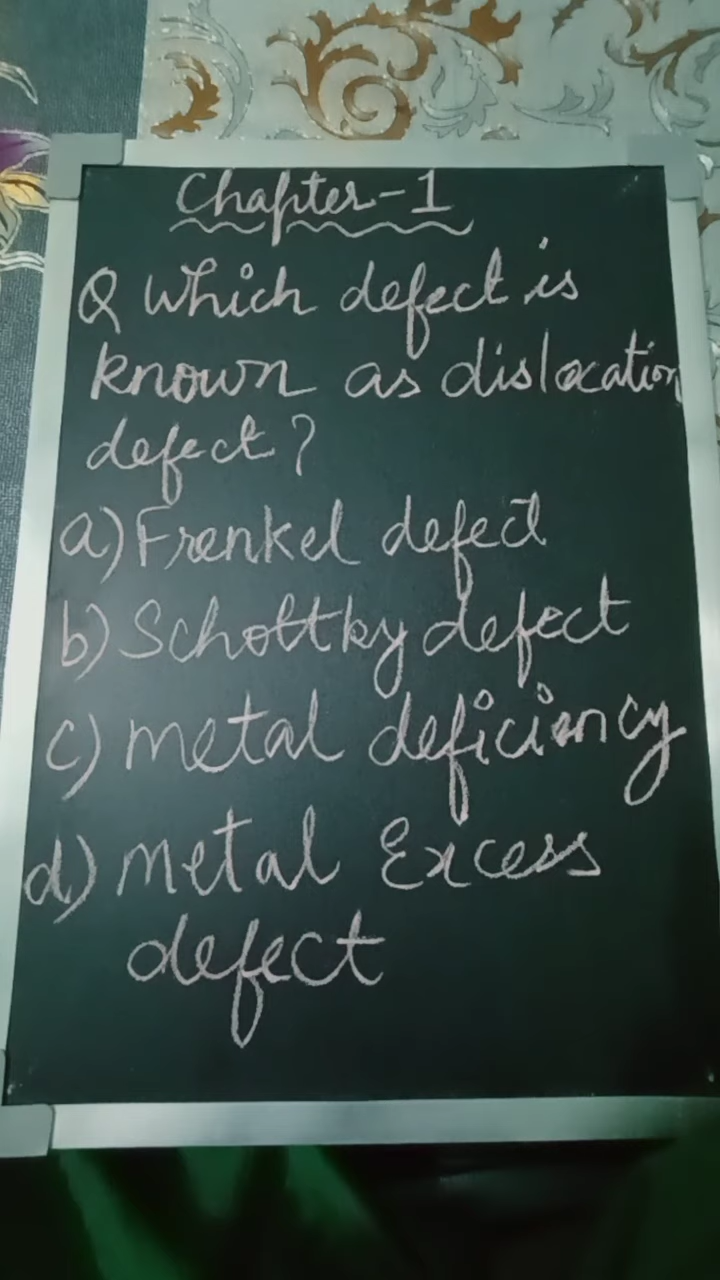 Chapter-1
Q Which defect is
known as dislocation
defect?
a) Frenkel defect
b) Schottky defect
c) metal deficiency
d) metal Excess
defect